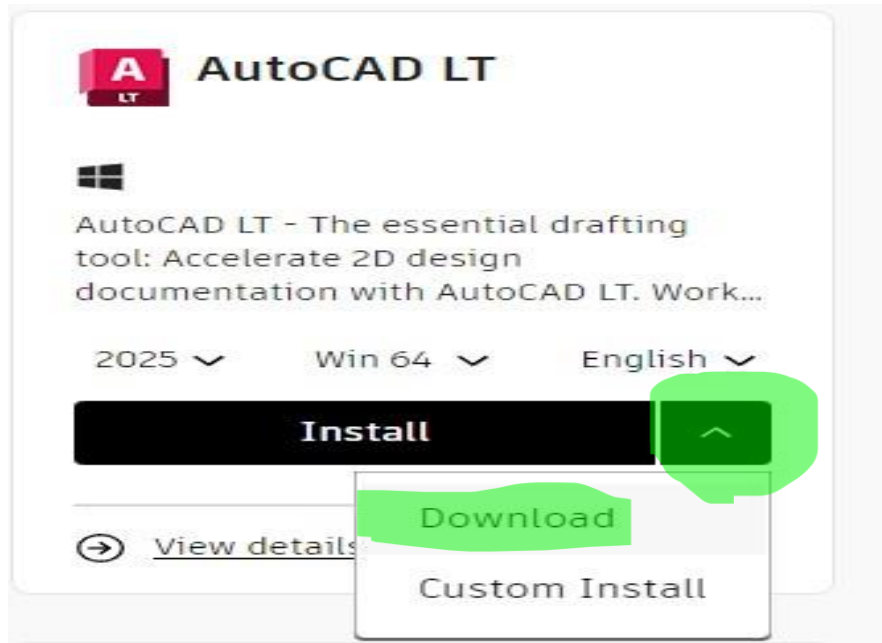 A
LT
AutoCAD LT
AutoCAD LT - The essential drafting
tool: Accelerate 2D design
documentation with AutoCAD LT. Work...
2025 Win 64 English
Install
Download
View details
Custom Install